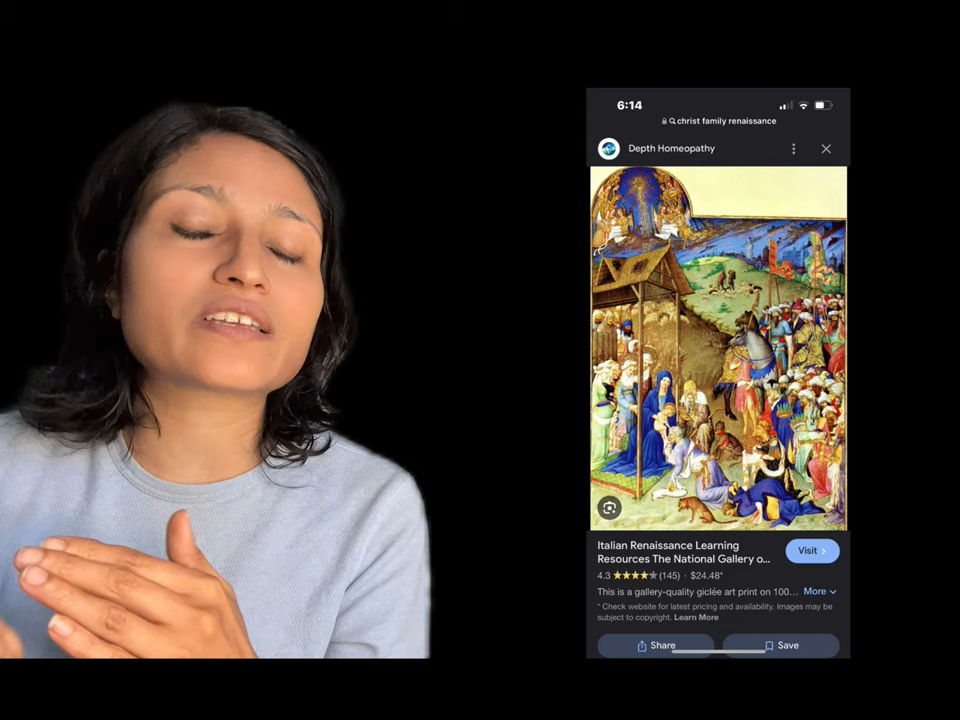 6:14
christ family renaissance
Depth Homeopathy
Italian Renaissance Learning
Resources The National Gallery o...
Visit
4.3 ★★★★★ (145) · $24.48*
This is a gallery-quality giclée art print on 100... More
* Check website for latest pricing and availability. Images may be
subject to copyright. Learn More
Share
Save